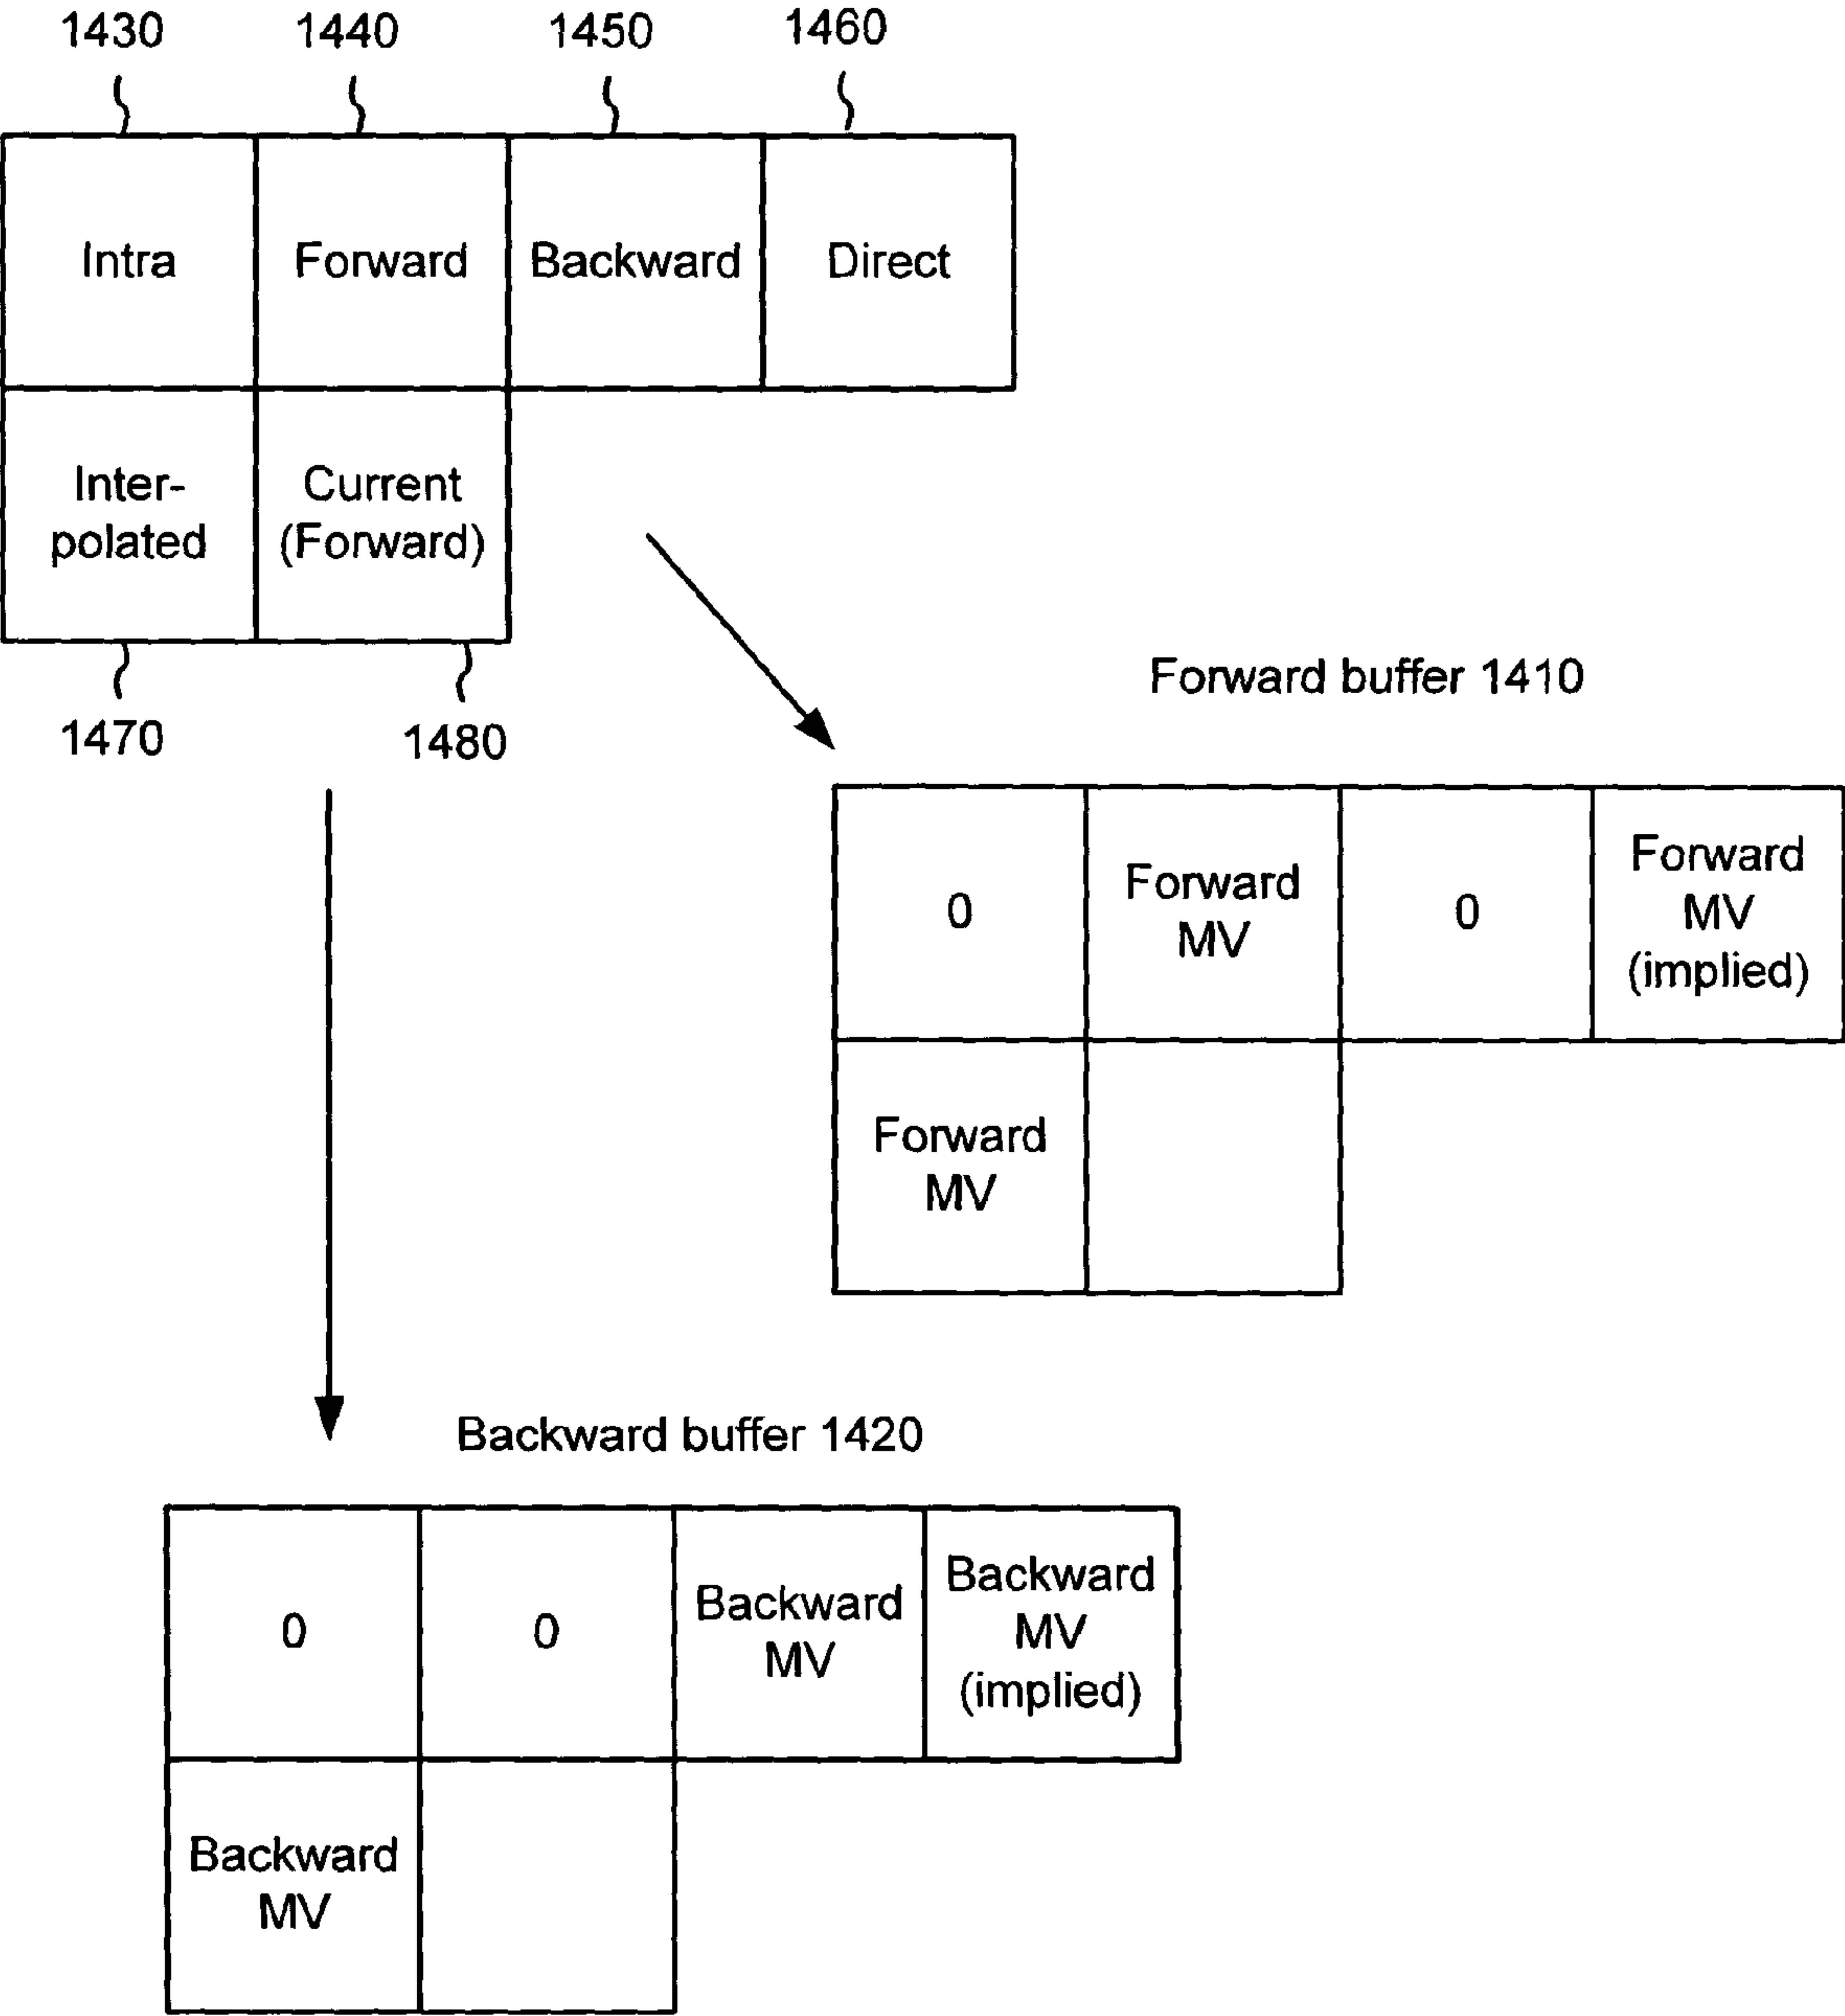 1430 1440 1450 1460
Intra Forward Backward Direct
Inter-
polated
Current
(Forward)
1470 1480
Forward buffer 1410
0
Forward
MV
0
Forward
MV
(implied)
Forward
MV
Backward buffer 1420
0
0
Backward
MV
Backward
MV
(implied)
Backward
MV